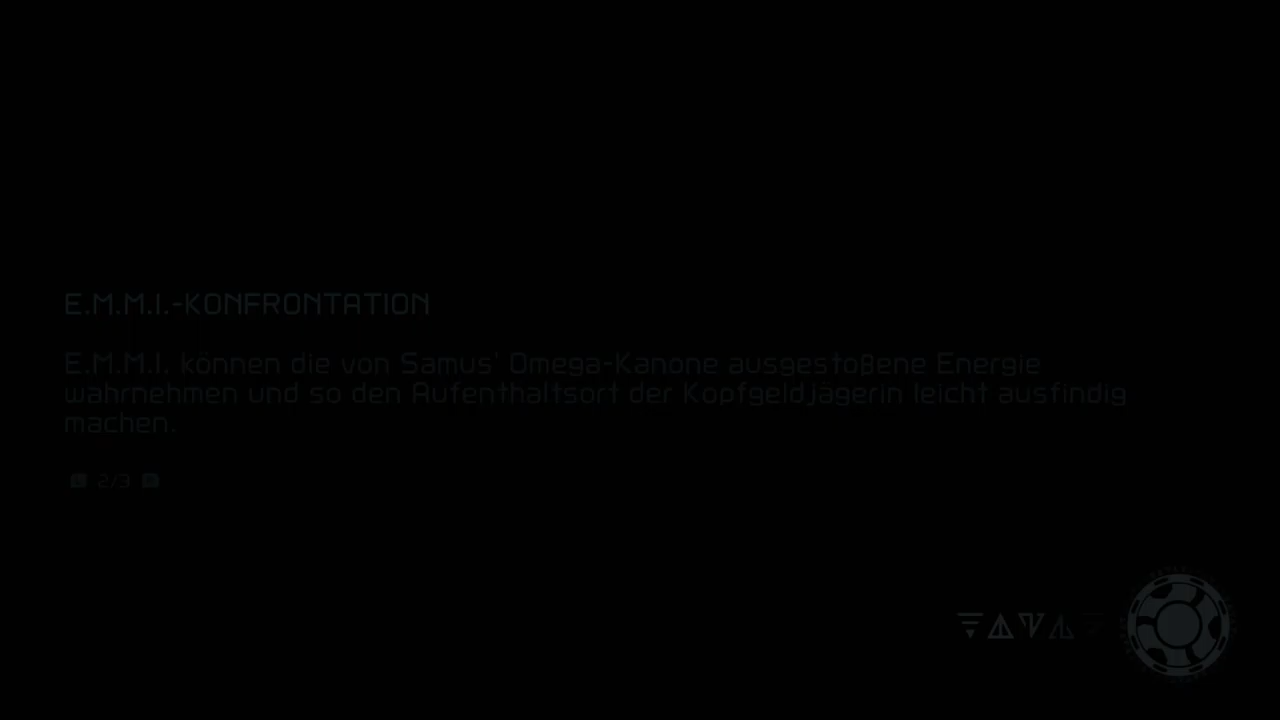 E.M.M.I.-KONFRONTATION
E.M.M.I. können die von Samus' Omega-Kanone ausgestoßene Energie
wahrnehmen und so den Aufenthaltsort der Kopfgeldjägerin leicht ausfindig
machen.
L 2/3 R